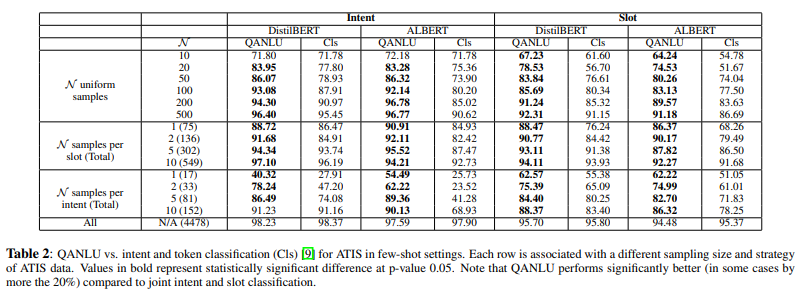 Intent Slot
DistilBERT ALBERT DistilBERT ALBERT
N QANLU Cls QANLU Cls QANLU Cls QANLU Cls
N uniform samples
10 71.80 71.78 72.18 71.78 67.23 61.60 64.24 54.78
20 83.95 77.80 83.28 75.36 78.53 56.70 74.53 51.67
50 86.07 78.93 86.32 73.90 83.84 76.61 80.26 74.04
100 93.08 87.91 92.14 80.20 85.69 80.34 83.13 77.50
200 94.30 90.97 96.78 85.02 91.24 85.32 89.57 83.63
500 96.40 95.45 96.77 90.62 92.31 91.15 91.18 86.69
N samples per slot (Total)
1 (75) 88.72 86.47 90.91 84.93 88.47 76.24 86.37 68.26
2 (136) 91.68 84.91 92.11 82.42 90.77 84.42 90.17 79.49
5 (302) 94.34 93.74 95.52 87.47 93.11 91.38 87.82 86.50
10 (549) 97.10 96.19 94.21 92.73 94.11 93.93 92.27 91.68
N samples per intent (Total)
1 (17) 40.32 27.91 54.49 25.73 62.57 55.38 62.22 51.05
2 (33) 78.24 47.20 62.22 23.52 75.39 65.09 74.99 61.01
5 (81) 86.49 74.08 89.36 41.28 84.40 80.25 82.70 71.83
10 (152) 91.23 91.16 90.13 68.93 88.37 83.40 86.32 78.25
All N/A (4478) 98.23 98.37 97.59 97.90 95.70 95.80 94.48 95.37
Table 2: QANLU vs. intent and token classification (Cls) [9] for ATIS in few-shot settings. Each row is associated with a different sampling size and strategy
of ATIS data. Values in bold represent statistically significant difference at p-value 0.05. Note that QANLU performs significantly better (in some cases by
more the 20%) compared to joint intent and slot classification.